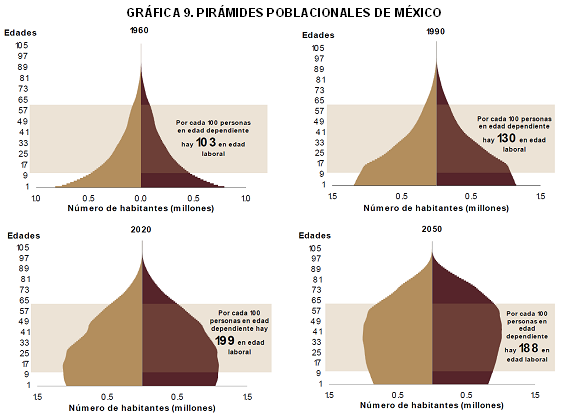 GRÁFICA 9. PIRÁMIDES POBLACIONALES DE MÉXICO
Edades
1960
105
97
89
81
73
65
57
49
41
33
25
17
9
1
Por cada 100 personas
en edad dependiente
hay 103 en edad
laboral
1.0 0.5 0.0 0.5 1.0
Número de habitantes (millones)
Edades
1990
105
97
89
81
73
65
57
49
41
33
25
17
9
1
Por cada 100 personas
en edad dependiente
hay 130 en edad
laboral
1.5 0.5 0.5 1.5
Número de habitantes (millones)
Edades
2020
105
97
89
81
73
65
57
49
41
33
25
17
9
1
Por cada 100
personas en edad
dependiente hay
199 en edad
laboral
1.5 0.5 0.5 1.5
Número de habitantes (millones)
Edades
2050
105
97
89
81
73
65
57
49
41
33
25
17
9
1
Por cada 100
personas en
edad
dependiente
hay 188 en
edad laboral
1.5 0.5 0.5 1.5
Número de habitantes (millones)